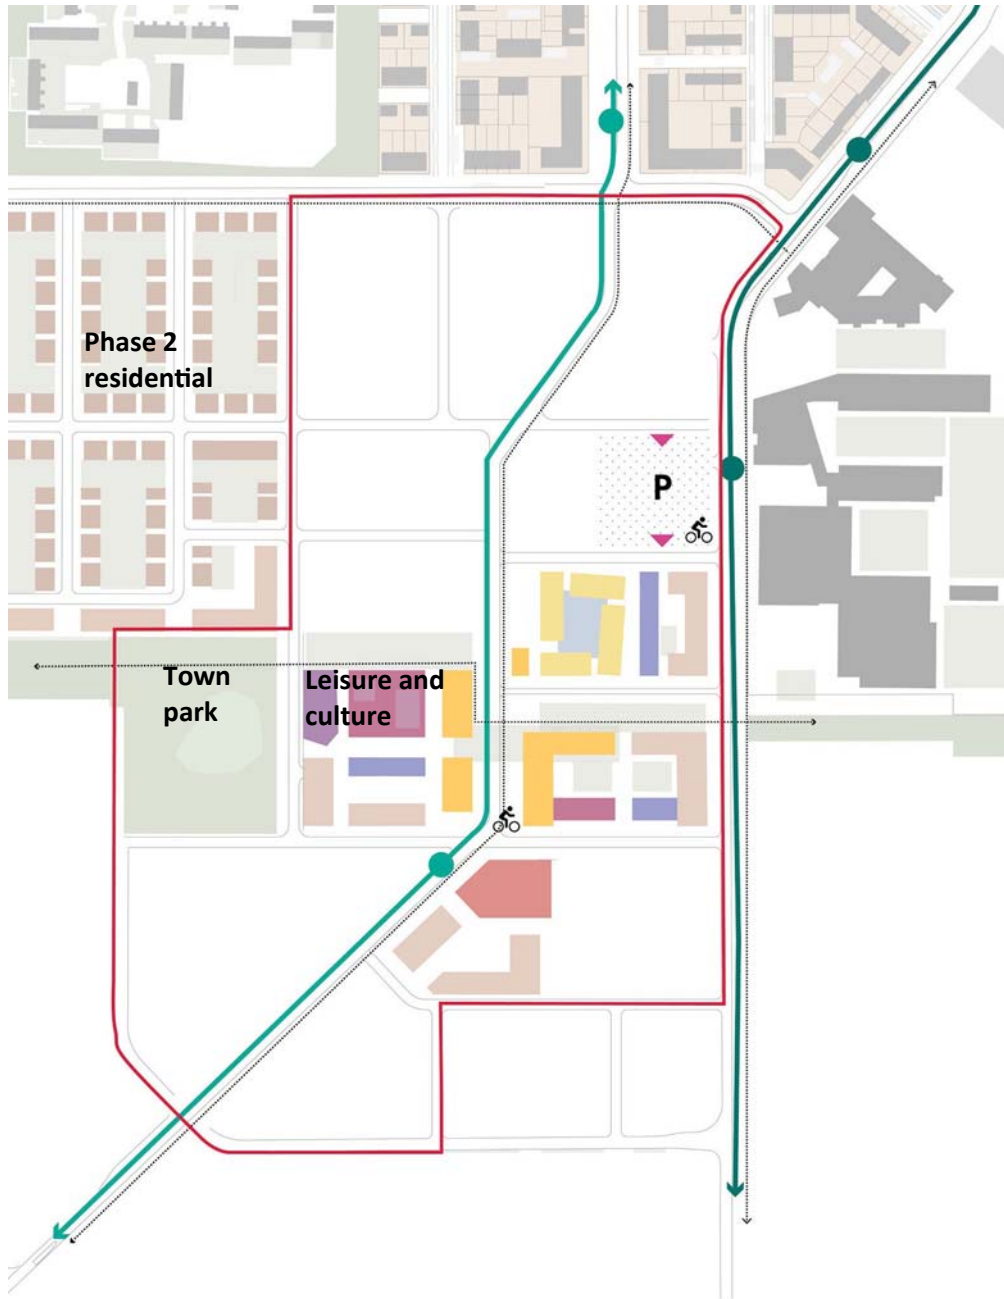 Phase 2
residential
P
Town
park
Leisure and
culture